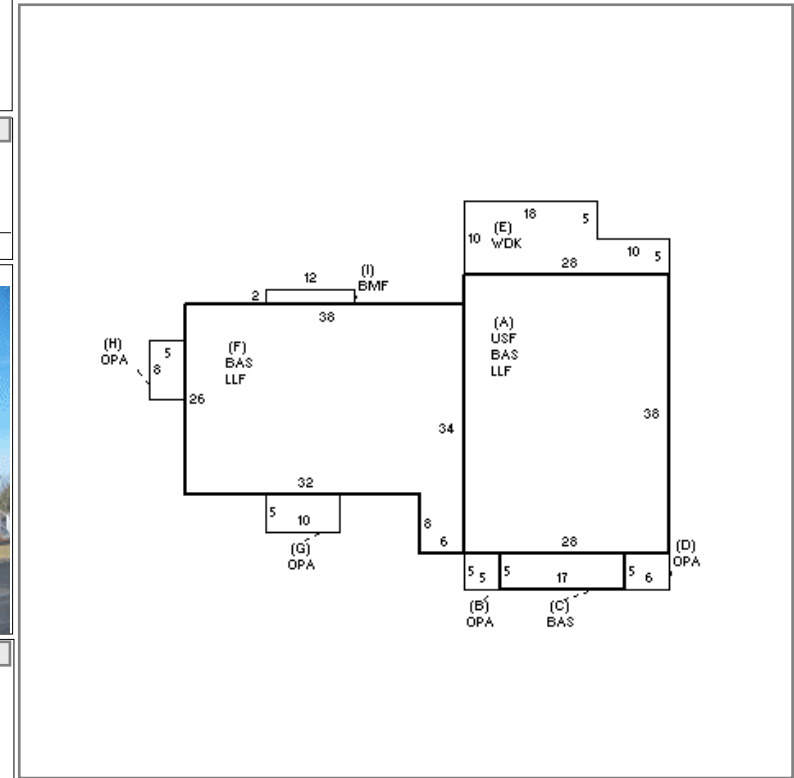 18
5
(E)
WDK
10
10
5
28
(I)
BMF
12
2
38
(A)
USF
BAS
LLF
(H)
OPA
5
8
(F)
BAS
LLF
26
34
38
32
5
10
8
6
28
(G)
OPA
(D)
OPA
5
5
5
17
5
6
(B)
OPA
(C)
BAS